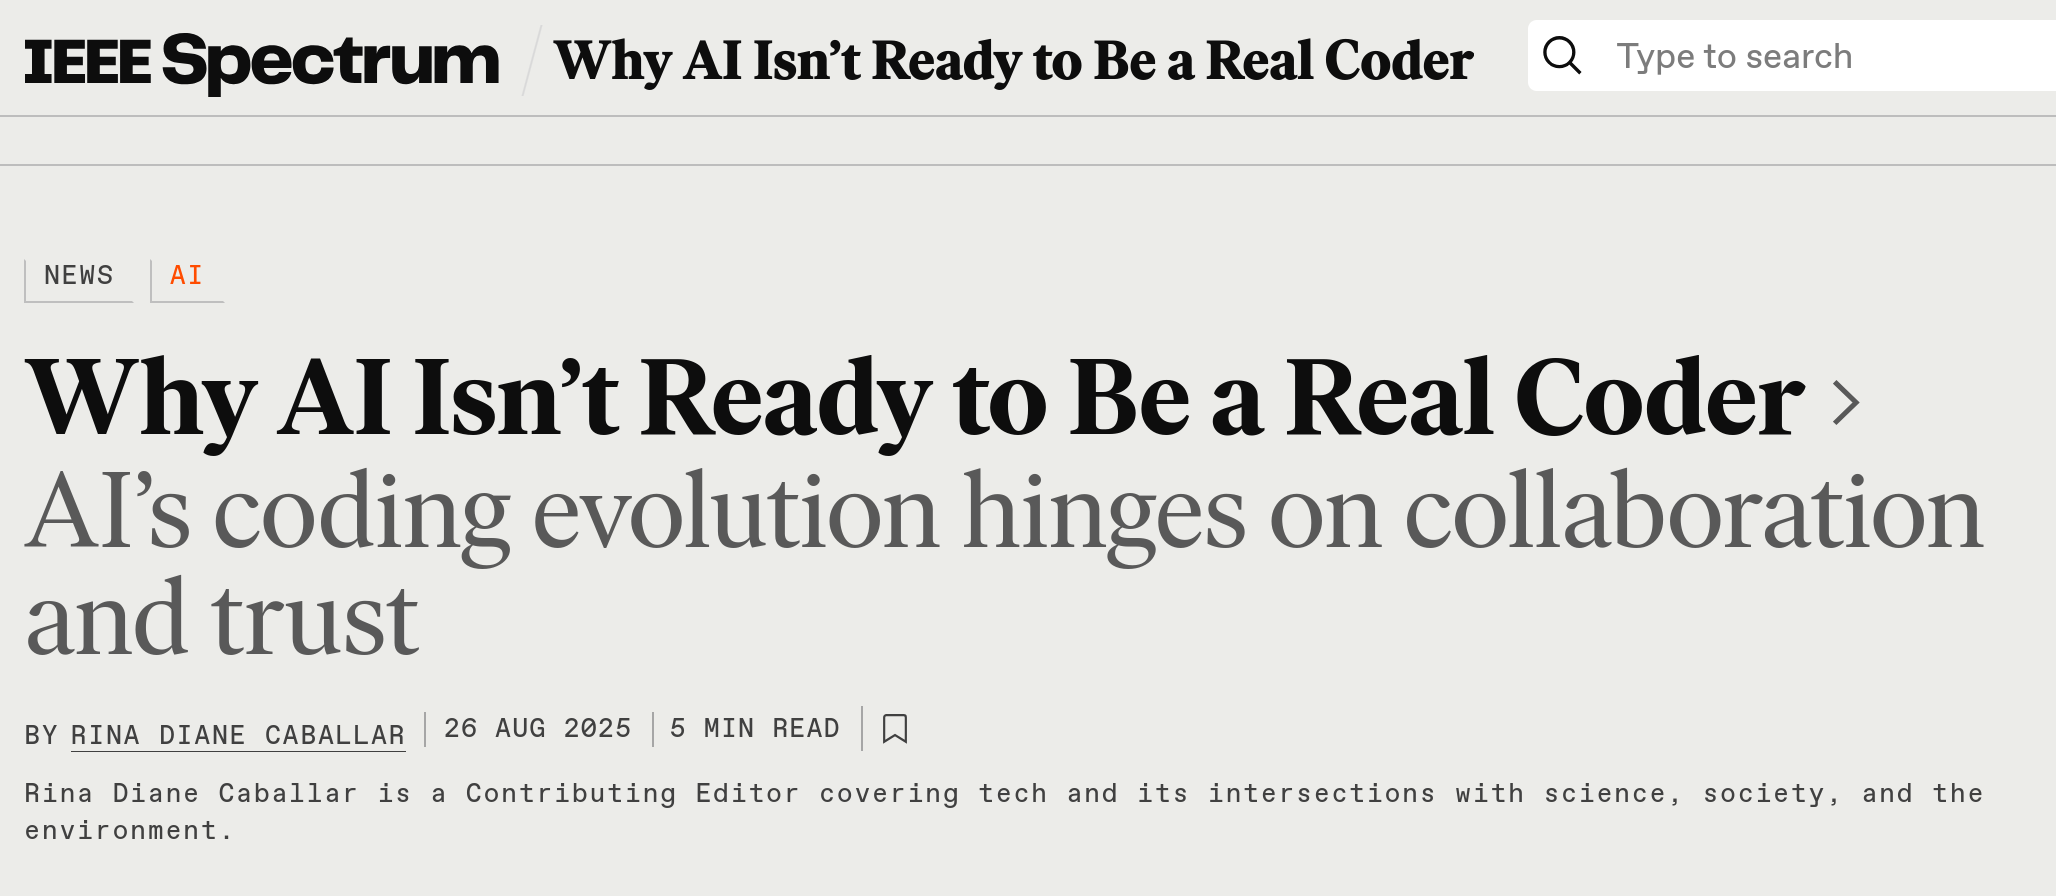 IEEE Spectrum / Why AI Isn’t Ready to Be a Real Coder
Type to search
NEWS AI
Why AI Isn’t Ready to Be a Real Coder >
AI’s coding evolution hinges on collaboration
and trust
BY RINA DIANE CABALLAR | 26 AUG 2025 | 5 MIN READ |
Rina Diane Caballar is a Contributing Editor covering tech and its intersections with science, society, and the
environment.